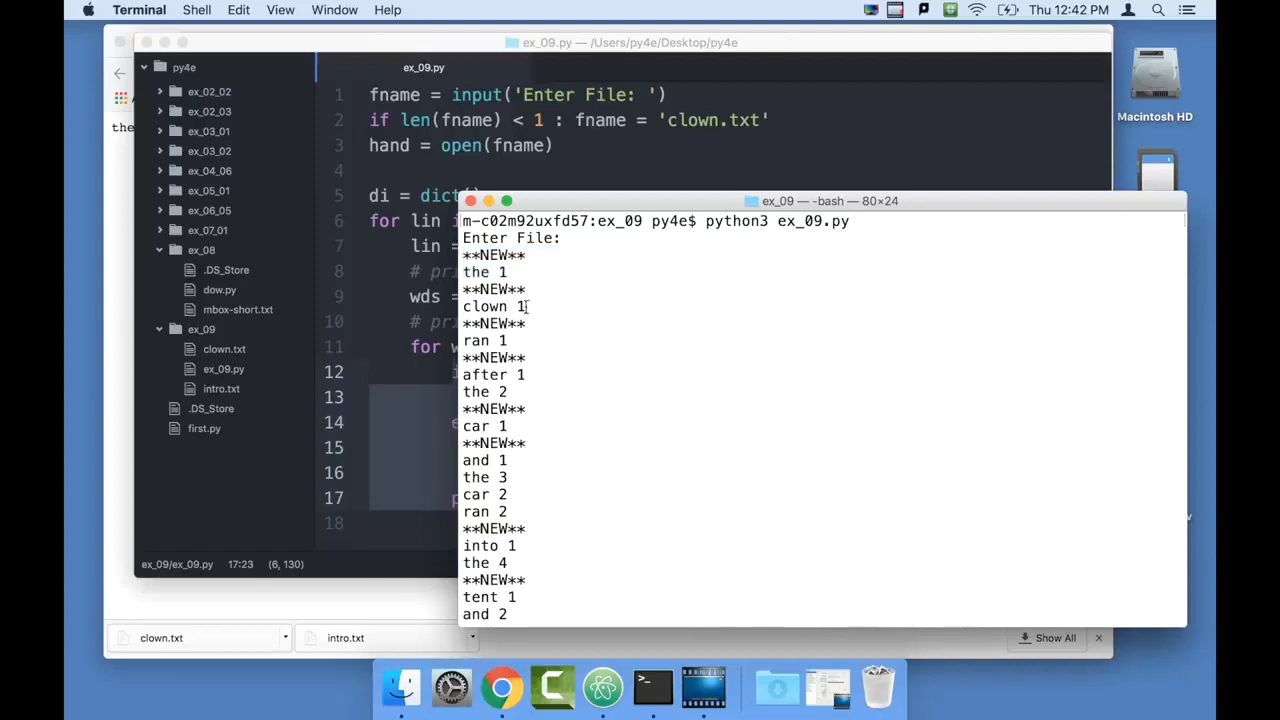 Terminal Shell Edit View Window Help Thu 12:42 PM
ex_09.py — /Users/py4e/Desktop/py4e
py4e
ex_02_02
ex_02_03
ex_03_01
ex_03_02
ex_04_06
ex_05_01
ex_06_05
ex_07_01
ex_08
.DS_Store
dow.py
mbox-short.txt
ex_09
clown.txt
ex_09.py
intro.txt
.DS_Store
first.py
the
ex_09.py
1 fname = input('Enter File: ')
2 if len(fname) < 1 : fname = 'clown.txt'
3 hand = open(fname)
4
5 di = dict()
6 for lin
7 lin =
8 # pri
9 wds =
10 # pri
11 for w
12
13
14
15
16
17
18
ex_09/ex_09.py 17:23 (6, 130)
ex_09 — -bash — 80×24
m-c02m92uxfd57:ex_09 py4e$ python3 ex_09.py
Enter File:
**NEW**
the 1
**NEW**
clown 1
**NEW**
ran 1
**NEW**
after 1
the 2
**NEW**
car 1
**NEW**
and 1
the 3
car 2
ran 2
**NEW**
into 1
the 4
**NEW**
tent 1
and 2
Macintosh HD
clown.txt
intro.txt
Show All